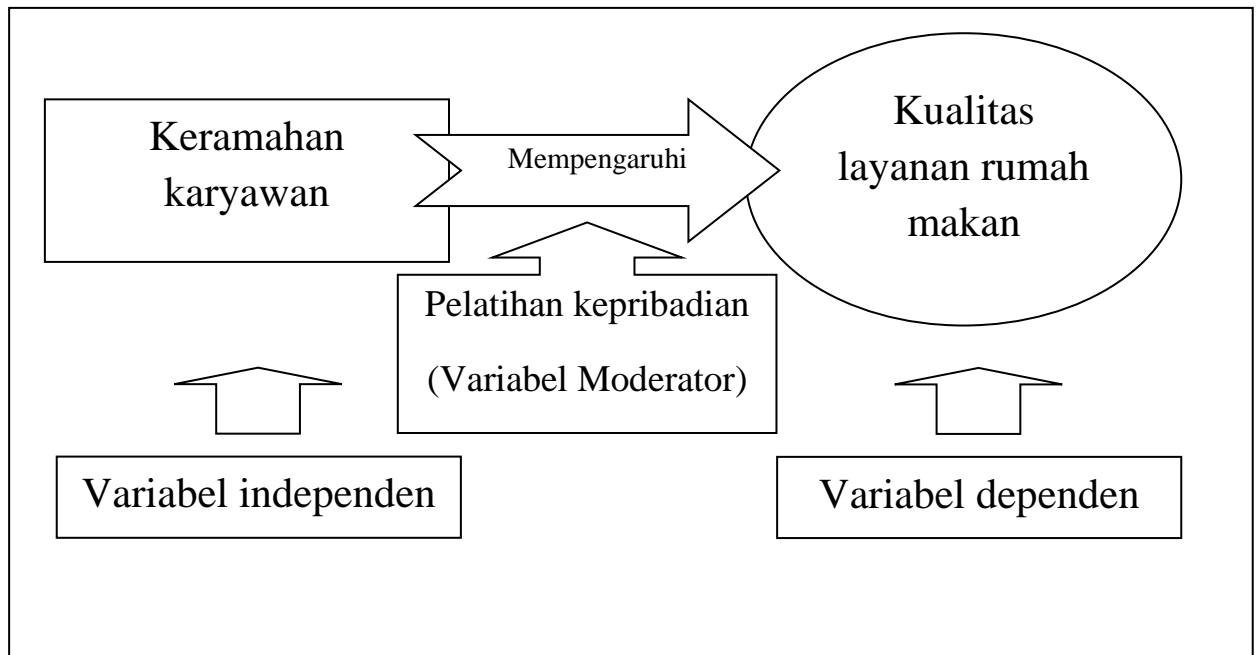 Keramahan
karyawan
Mempengaruhi
Kualitas
layanan rumah
makan
Pelatihan kepribadian
(Variabel Moderator)
Variabel independen
Variabel dependen